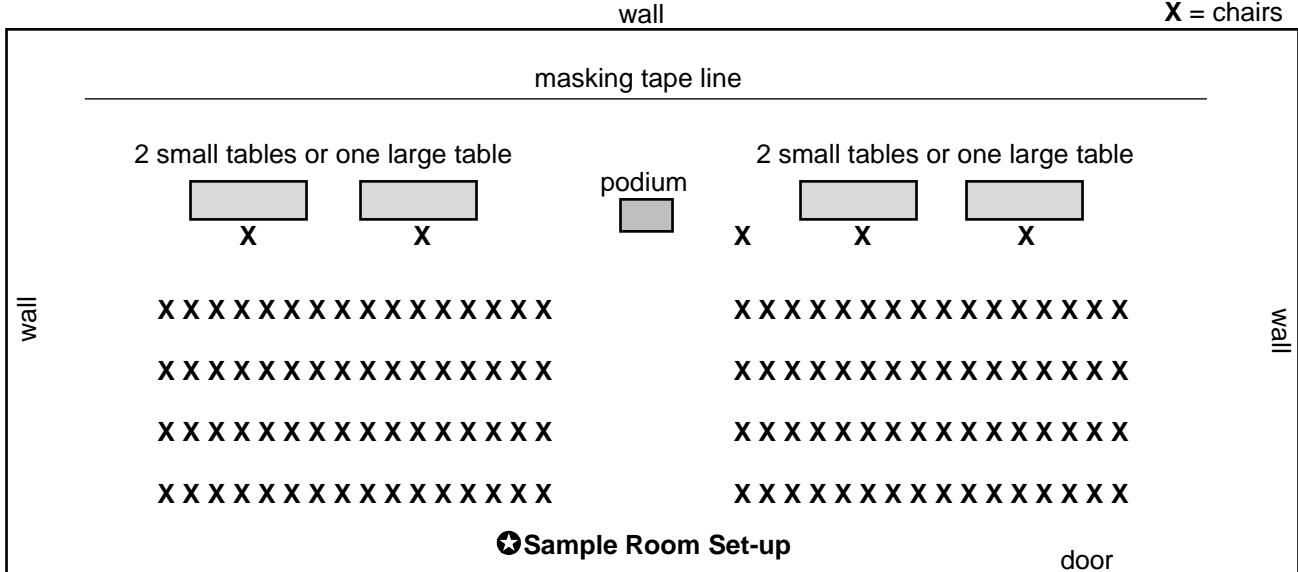 wall
X = chairs
masking tape line
2 small tables or one large table
2 small tables or one large table
podium
X X X X X
wall
wall
X X X X X X X X X X X X X X X X X X X X X X X X X X X X X X X X
X X X X X X X X X X X X X X X X X X X X X X X X X X X X X X X X
X X X X X X X X X X X X X X X X X X X X X X X X X X X X X X X X
X X X X X X X X X X X X X X X X X X X X X X X X X X X X X X X X
✪Sample Room Set-up
door